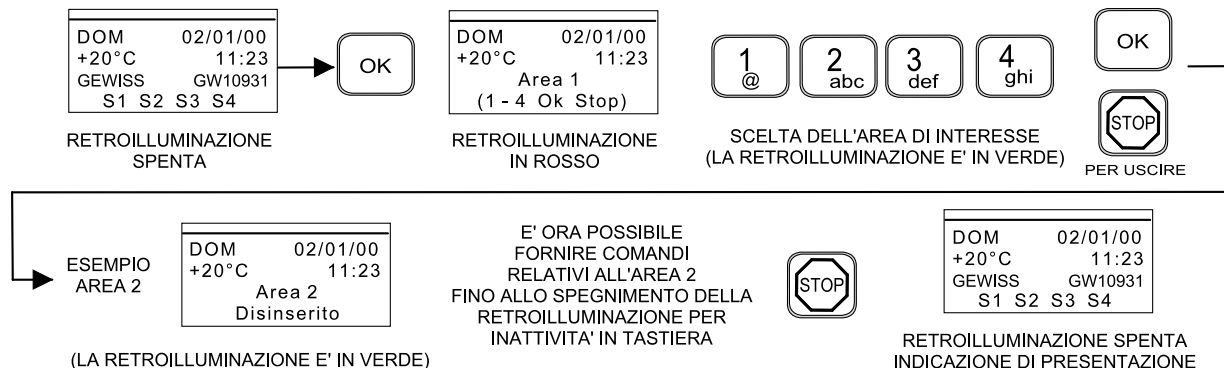 DOM 02/01/00
+20°C 11:23
GEWISS GW10931
S1 S2 S3 S4
RETROILLUMINAZIONE
SPENTA
OK
DOM 02/01/00
+20°C 11:23
Area 1
(1 - 4 Ok Stop)
RETROILLUMINAZIONE
IN ROSSO
1 2 3 4
@ abc def ghi
SCELTA DELL'AREA DI INTERESSE
(LA RETROILLUMINAZIONE E' IN VERDE)
OK
STOP
PER USCIRE
ESEMPIO
AREA 2
DOM 02/01/00
+20°C 11:23
Area 2
Disinserito
(LA RETROILLUMINAZIONE E' IN VERDE)
E' ORA POSSIBILE
FORNIRE COMANDI
RELATIVI ALL'AREA 2
FINO ALLO SPEGNIMENTO DELLA
RETROILLUMINAZIONE PER
INATTIVITA' IN TASTIERA
STOP
DOM 02/01/00
+20°C 11:23
GEWISS GW10931
S1 S2 S3 S4
RETROILLUMINAZIONE SPENTA
INDICAZIONE DI PRESENTAZIONE